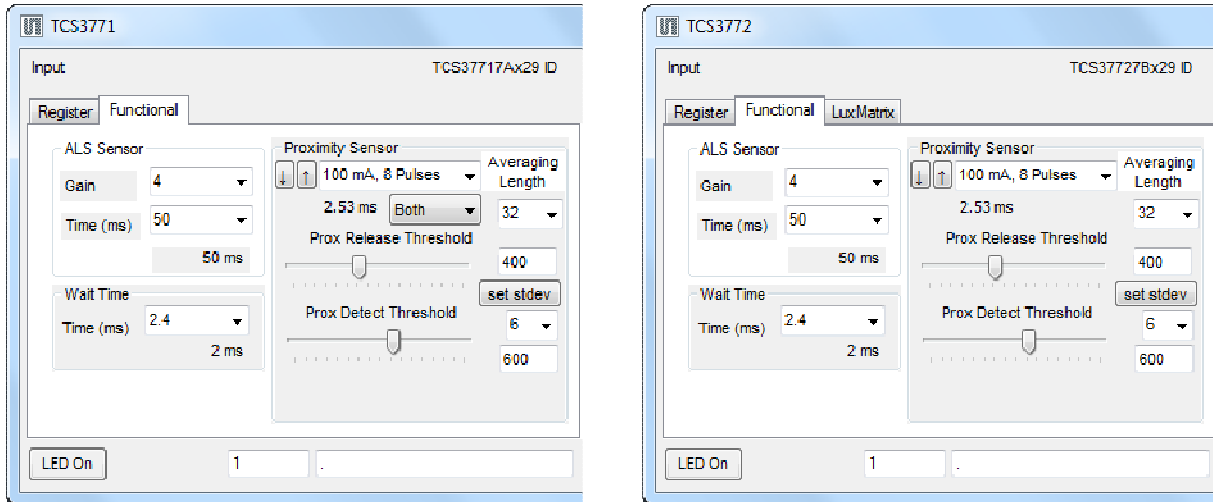 TCS3771
Input
TCS37717Ax29 ID
Register Functional
ALS Sensor
Gain 4
Time (ms) 50
50 ms
Wait Time
Time (ms) 2.4
2 ms
Proximity Sensor
↓ ↑ 100 mA, 8 Pulses
Averaging
Length
2.53 ms Both 32
Prox Release Threshold
400
set stdev
Prox Detect Threshold
6
600
LED On 1 .
TCS3772
Input
TCS37727Bx29 ID
Register Functional LuxMatrix
ALS Sensor
Gain 4
Time (ms) 50
50 ms
Wait Time
Time (ms) 2.4
2 ms
Proximity Sensor
↓ ↑ 100 mA, 8 Pulses
Averaging
Length
2.53 ms 32
Prox Release Threshold
400
set stdev
Prox Detect Threshold
6
600
LED On 1 .